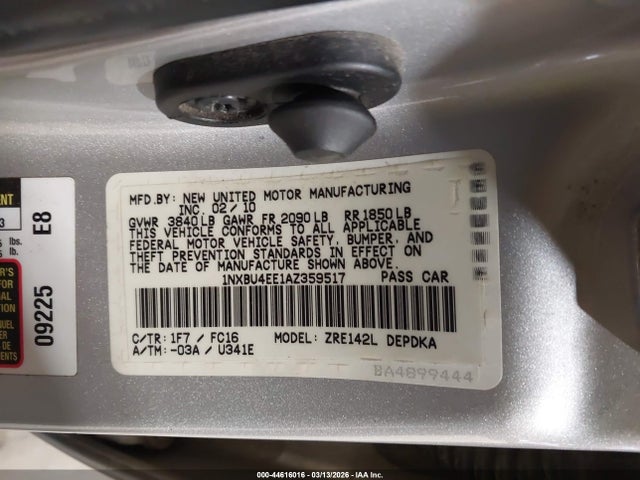 MFD.BY: NEW UNITED MOTOR MANUFACTURING
INC. 02/10
GVWR 3840LB GAWR FR 2090LB RR1850LB
THIS VEHICLE CONFORMS TO ALL APPLICABLE
FEDERAL MOTOR VEHICLE SAFETY, BUMPER, AND
THEFT PREVENTION STANDARDS IN EFFECT ON
THE DATE OF MANUFACTURE SHOWN ABOVE.
1NXBU4EE1AZ359517 PASS CAR
C/TR: 1F7 / FC16 MODEL: ZRE142L DEPDKA
A/TM: -03A / U341E
BA4899444
09225 E8
lbs.
lbs.
000-44616016 | 03/13/2026 | IAA Inc.